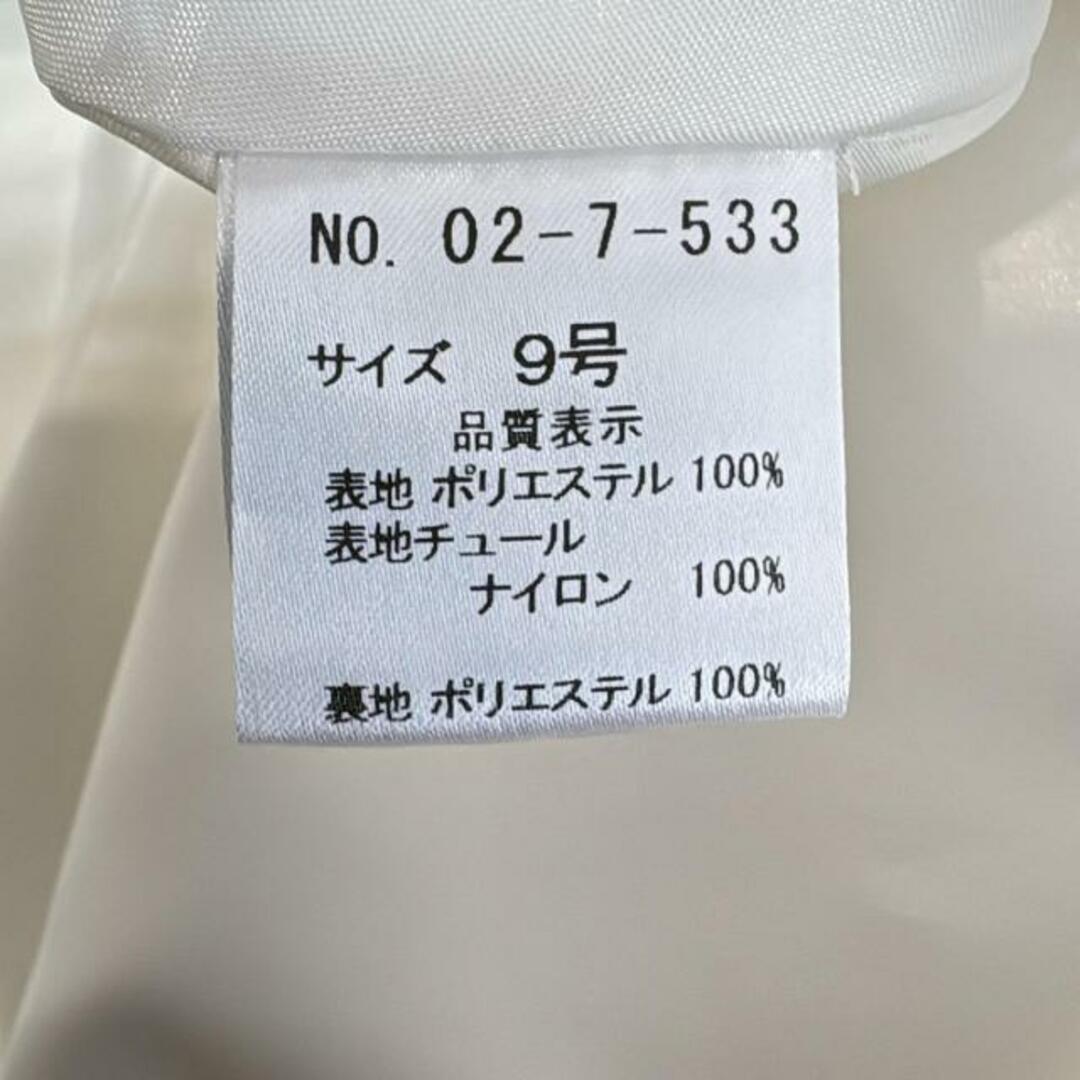 NO. 02-7-533
サイズ 9号
品質表示
表地 ポリエステル 100%
表地チュール
ナイロン 100%
裏地 ポリエステル 100%